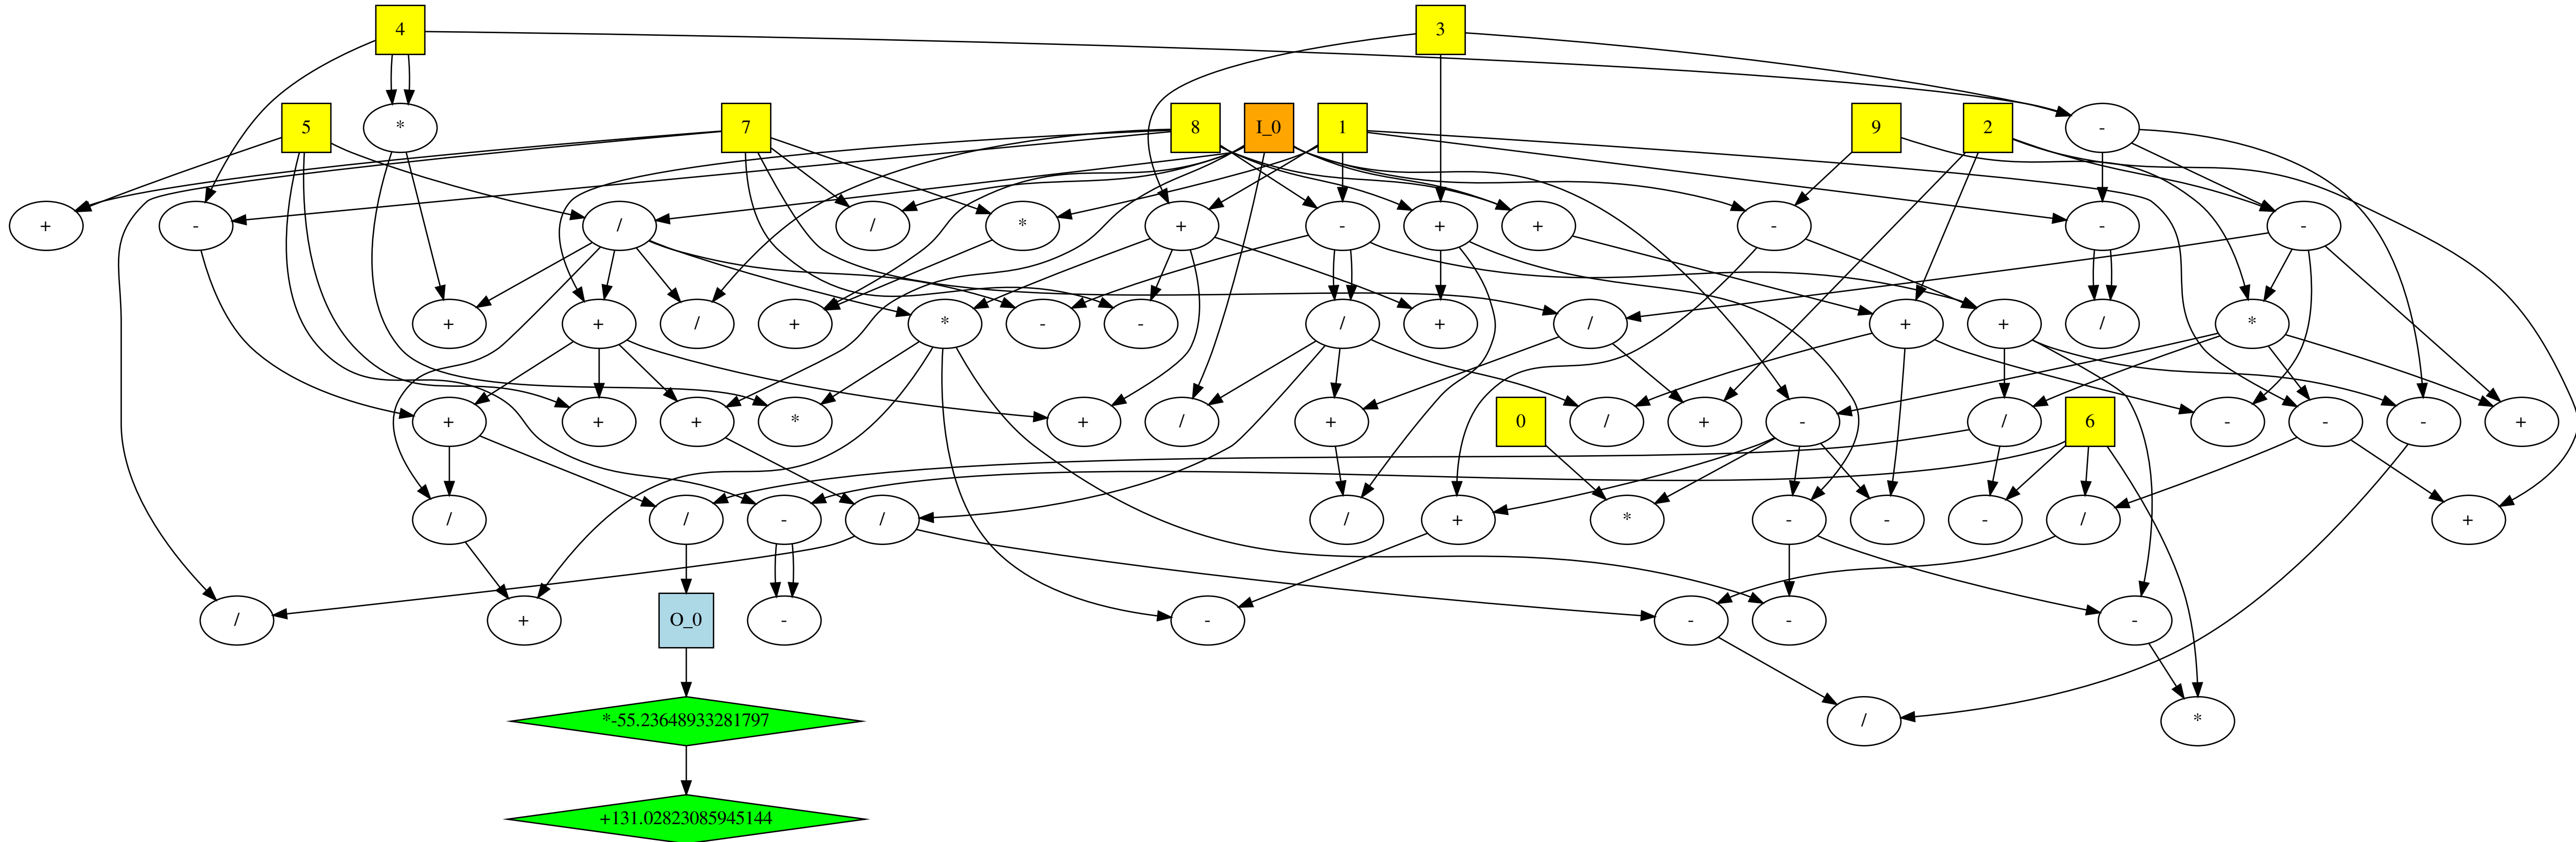 4 3
5 * 7 8 I_0 1 9 2 -
+ - / / * + - + + - - -
+ + / + * - - / + / + + / *
+ + + * + / + / + - / 6 - - - +
0
/ / - / / + * - - - / +
/ + O_0 - - - - -
*-55.23648933281797 / *
+131.02823085945144